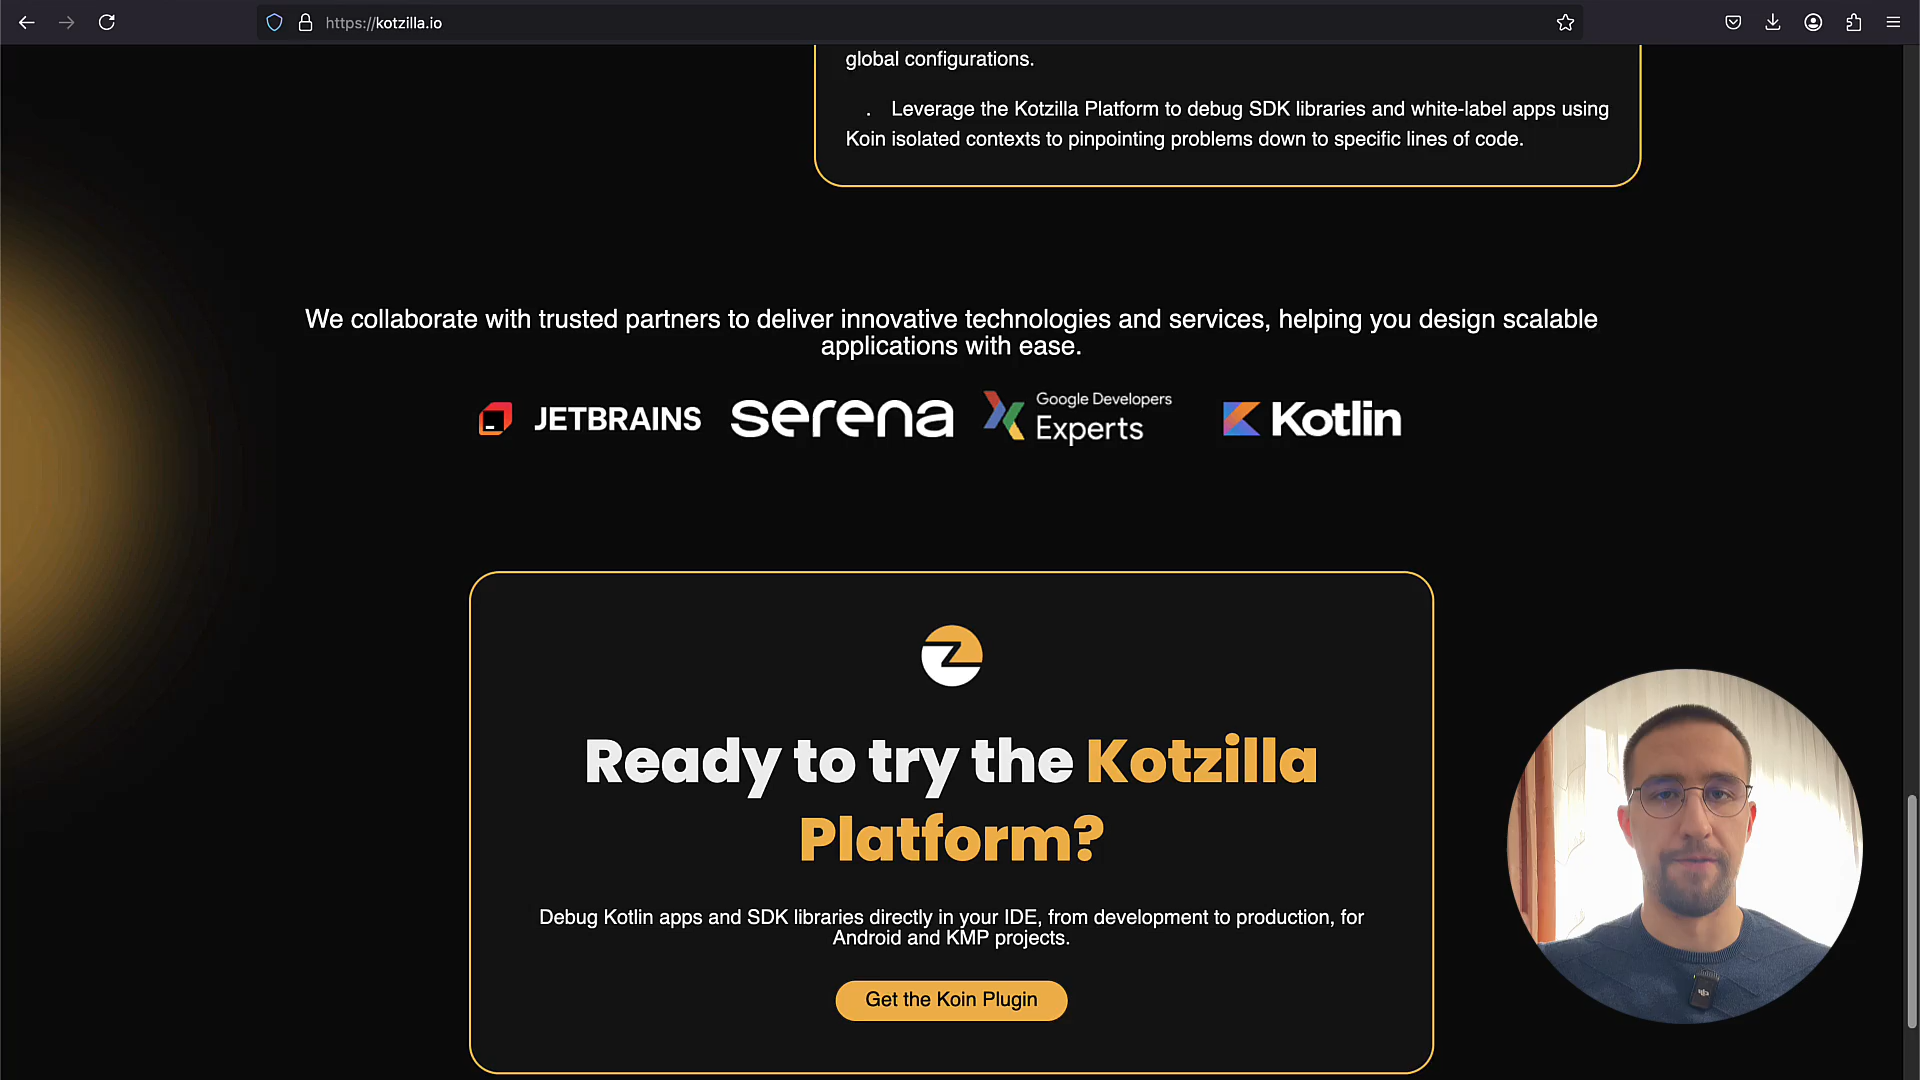 https://kotzilla.io
global configurations.
. Leverage the Kotzilla Platform to debug SDK libraries and white-label apps using
Koin isolated contexts to pinpointing problems down to specific lines of code.
We collaborate with trusted partners to deliver innovative technologies and services, helping you design scalable
applications with ease.
JETBRAINS
serena
Google Developers
Experts
Kotlin
Ready to try the Kotzilla
Platform?
Debug Kotlin apps and SDK libraries directly in your IDE, from development to production, for
Android and KMP projects.
Get the Koin Plugin